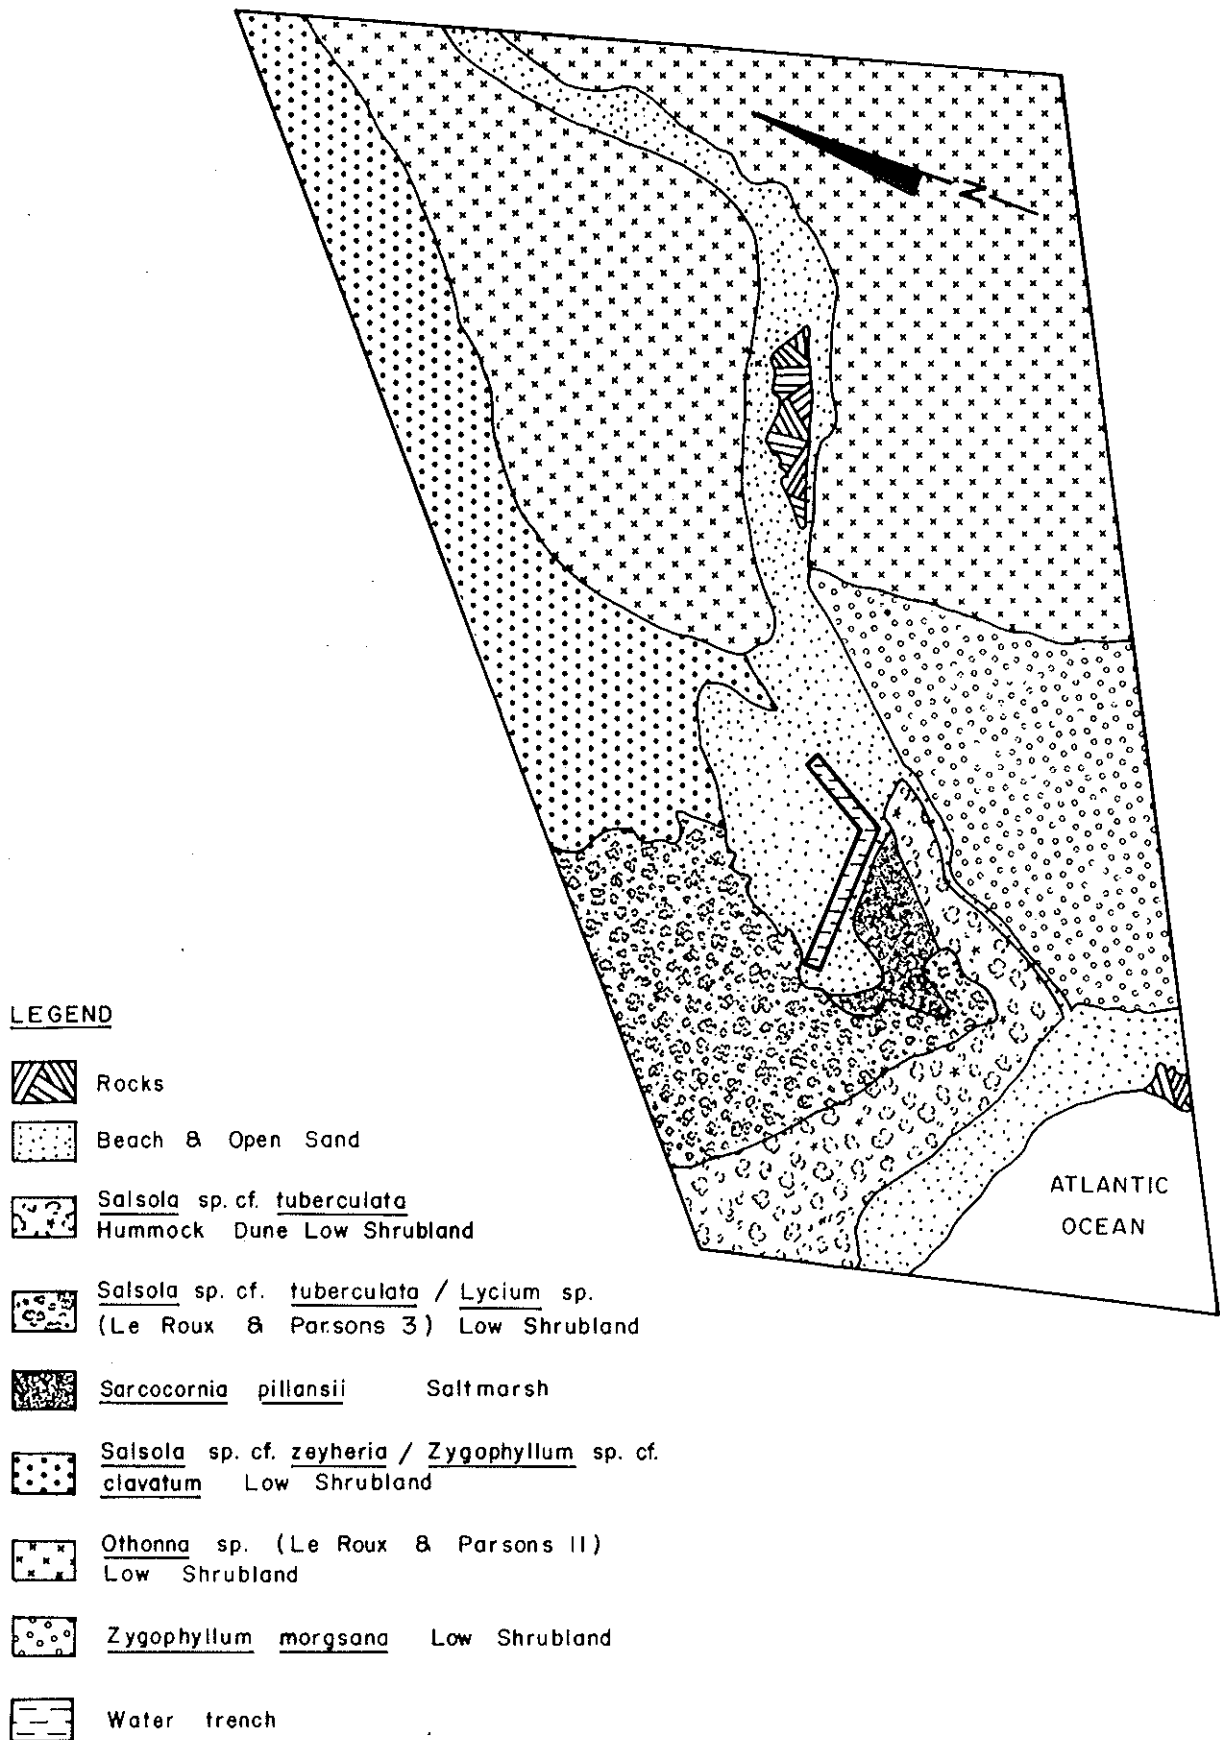 N
ATLANTIC
OCEAN
LEGEND
Rocks
Beach & Open Sand
Salsola sp. cf. tuberculata
Hummock Dune Low Shrubland
Salsola sp. cf. tuberculata / Lycium sp.
(Le Roux & Parsons 3) Low Shrubland
Sarcocornia pillansii Saltmarsh
Salsola sp. cf. zeyheria / Zygophyllum sp. cf.
clavatum Low Shrubland
Othonna sp. (Le Roux & Parsons 11)
Low Shrubland
Zygophyllum morgsana Low Shrubland
Water trench